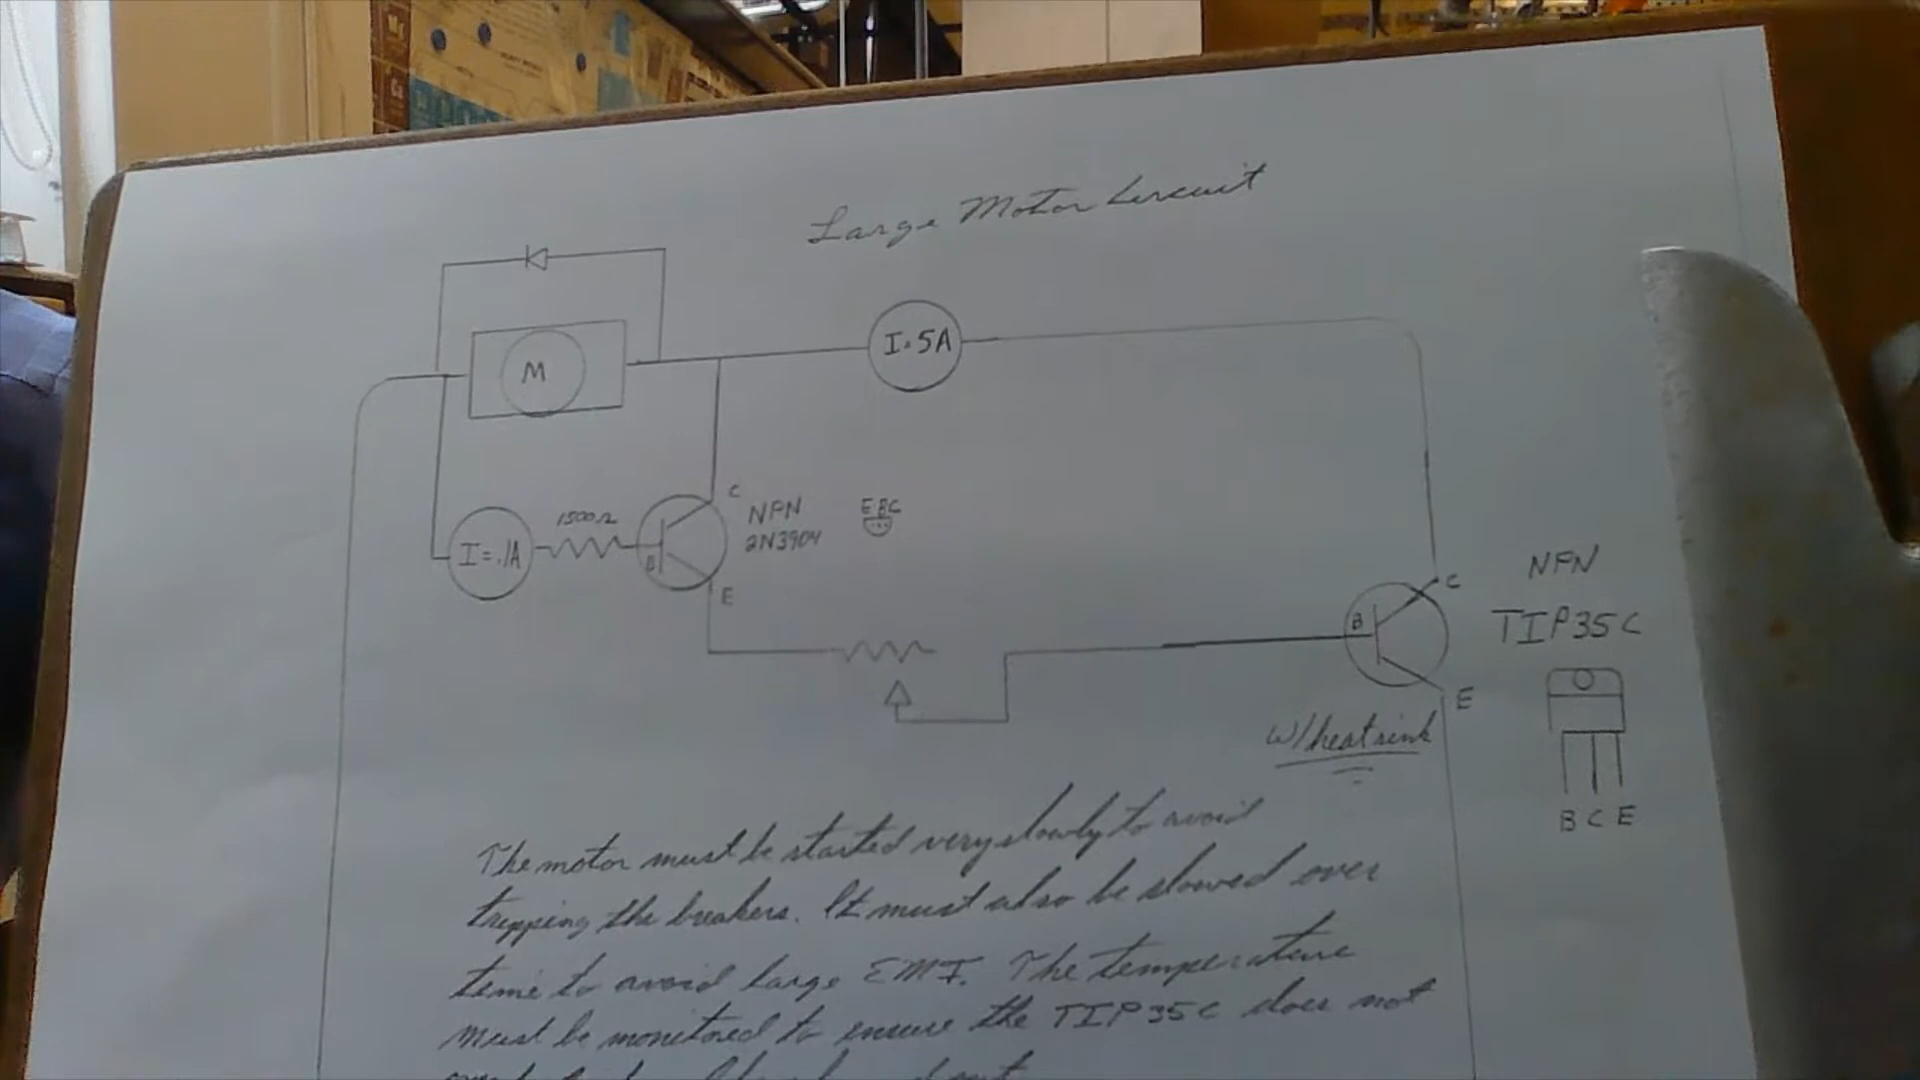 Large Motor Circuit
M
I=.5A
C
NPN
2N3904
EBC
1500Ω
I=.1A
B
E
NPN
TIP35C
C
B
E
w/heatsink
B C E
The motor must be started very slowly to avoid
tripping the breakers. It must also be slowed over
time to avoid large EMF. The temperature
must be monitored to ensure the TIP35C does not